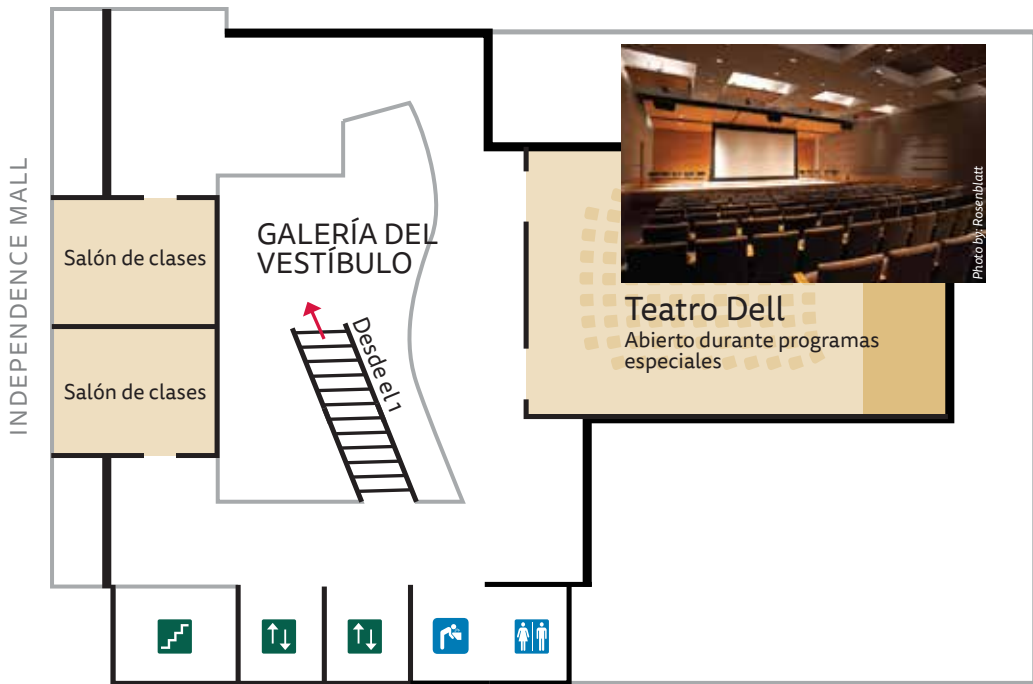 INDEPENDENCE MALL
Salón de clases
Salón de clases
GALERÍA DEL
VESTÍBULO
Desde el 1
Photo by: Rosenblatt
Teatro Dell
Abierto durante programas
especiales